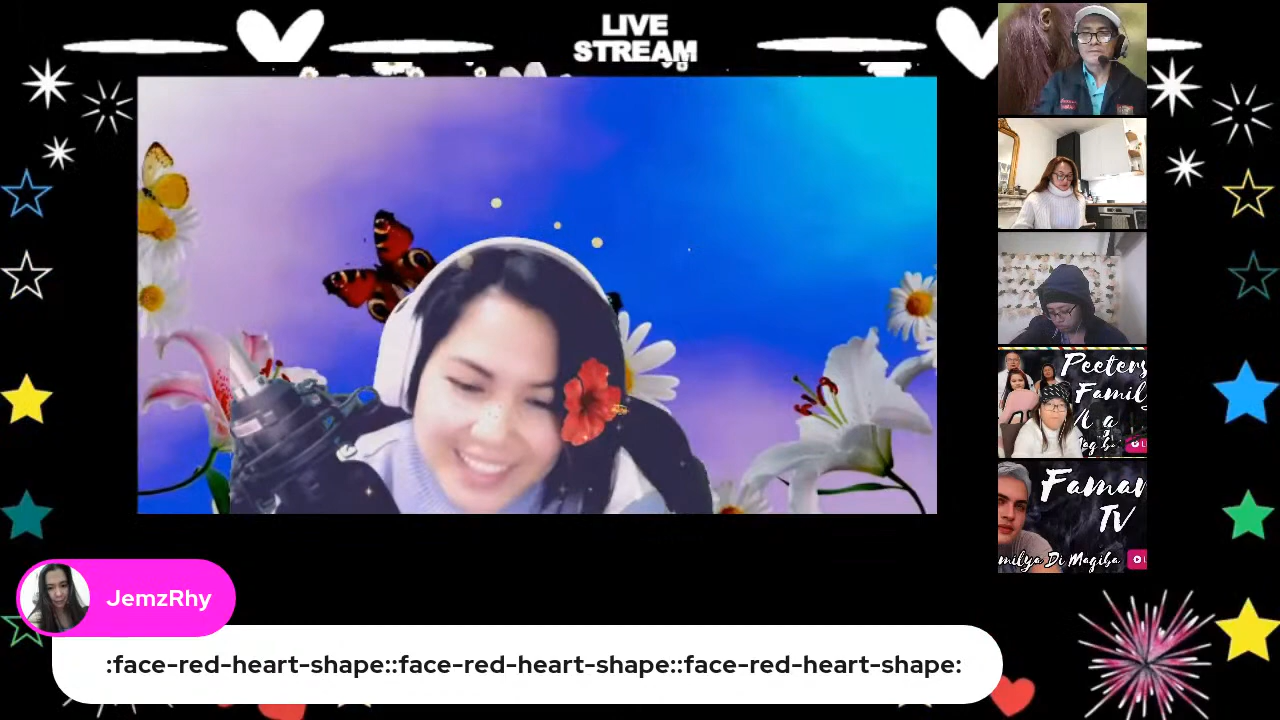 LIVE
STREAM
Peeters
Famil
Faman
TV
milya Di Magiba
JemzRhy
:face-red-heart-shape::face-red-heart-shape::face-red-heart-shape: